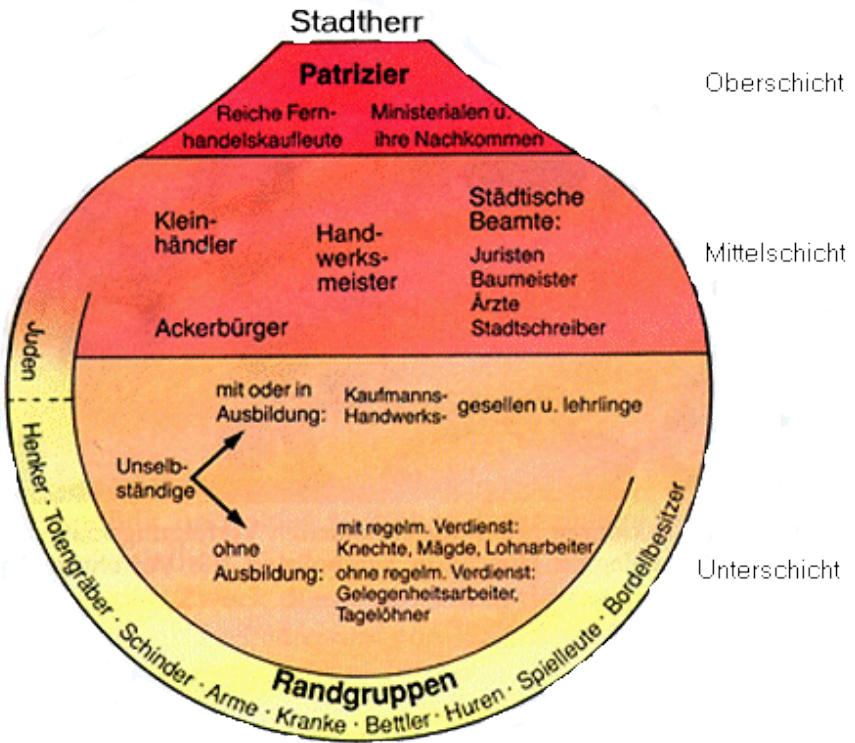 Stadtherr
Patrizier
Reiche Fern-
handelskaufleute
Ministerialen u.
ihre Nachkommen
Oberschicht
Klein-
händler
Ackerbürger
Hand-
werks-
meister
Städtische
Beamte:
Juristen
Baumeister
Ärzte
Stadtschreiber
Mittelschicht
Unselb-
ständige
mit oder in
Ausbildung:
Kaufmanns-
Handwerks-
gesellen u. lehrlinge
ohne
Ausbildung:
mit regelm. Verdienst:
Knechte, Mägde, Lohnarbeiter
ohne regelm. Verdienst:
Gelegenheitsarbeiter,
Tagelöhner
Unterschicht
Juden
Henker · Totengräber · Schinder · Arme · Kranke · Bettler · Huren · Spielleute · Bordellbesitzer
Randgruppen